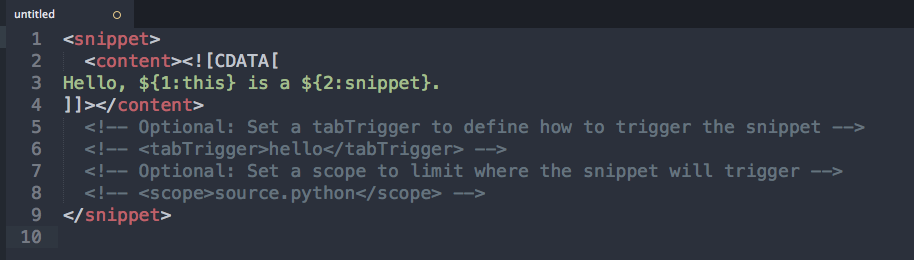 untitled
1 <snippet>
2   <content><![CDATA[
3 Hello, ${1:this} is a ${2:snippet}.
4 ]]></content>
5   <!-- Optional: Set a tabTrigger to define how to trigger the snippet -->
6   <!-- <tabTrigger>hello</tabTrigger> -->
7   <!-- Optional: Set a scope to limit where the snippet will trigger -->
8   <!-- <scope>source.python</scope> -->
9 </snippet>
10